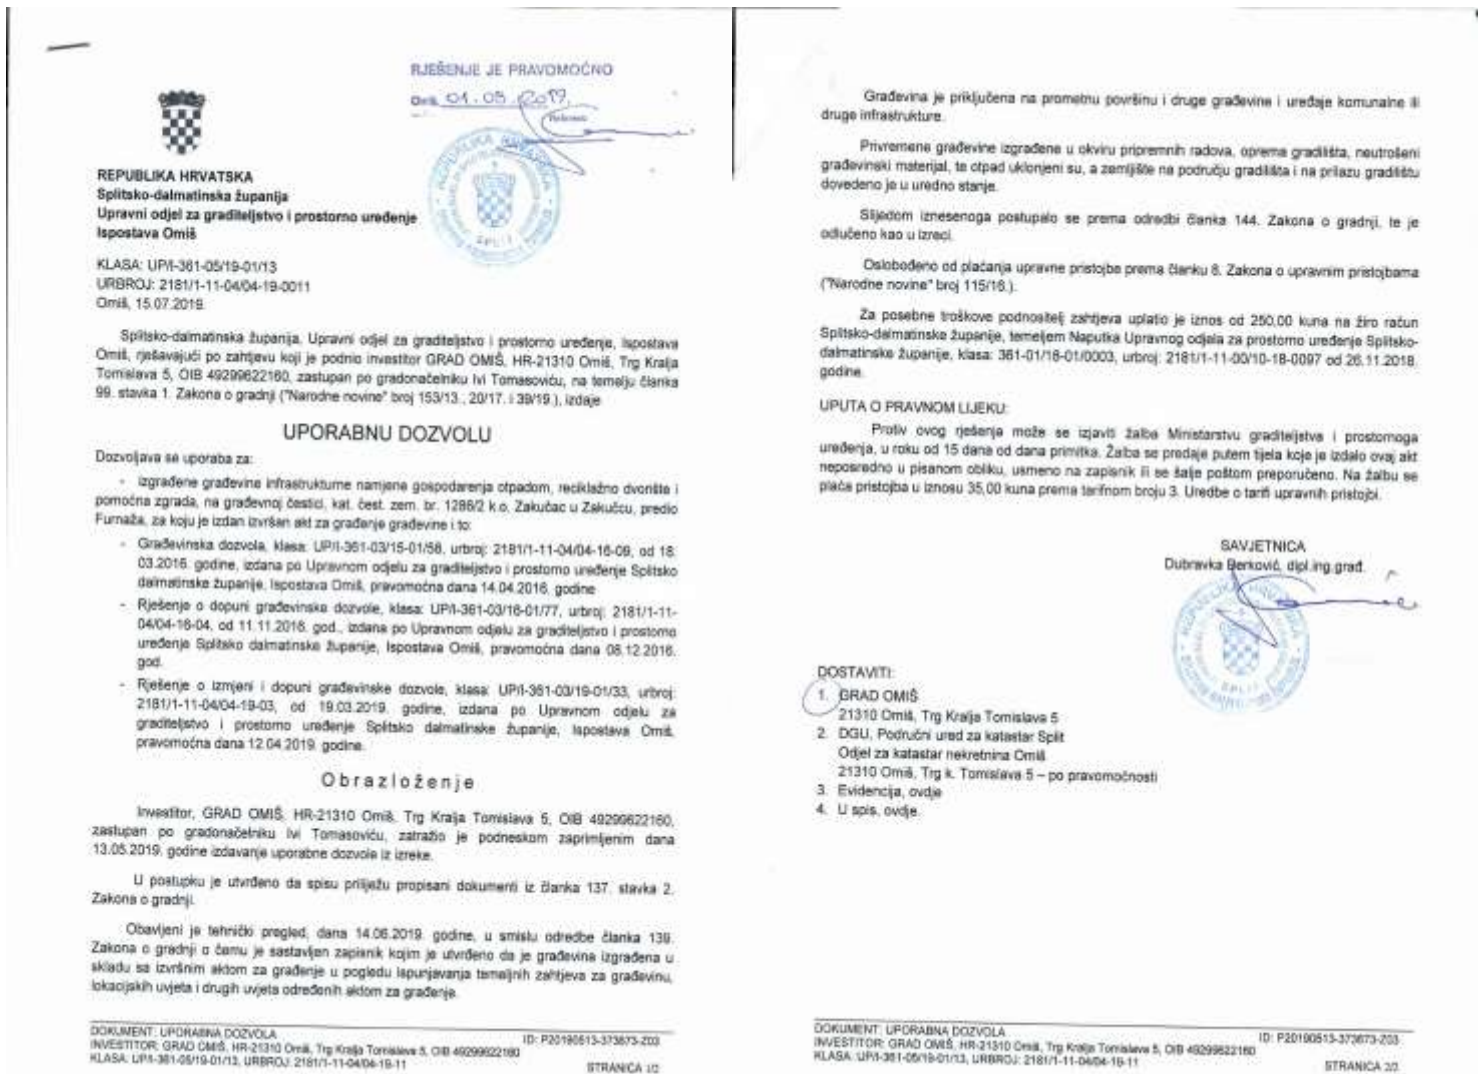 RJEŠENJE JE PRAVOMOĆNO
Omiš, 01.08.2019.
REPUBLIKA HRVATSKA
Splitsko-dalmatinska županija
Upravni odjel za graditeljstvo i prostorno uređenje
Ispostava Omiš
KLASA: UP/I-361-05/19-01/13
URBROJ: 2181/1-11-04/04-19-0011
Omiš, 15.07.2019.
Splitsko-dalmatinska županija, Upravni odjel za graditeljstvo i prostorno uređenje, Ispostava
Omiš, rješavajući po zahtjevu koji je podnio investitor GRAD OMIŠ, HR-21310 Omiš, Trg Kralja
Tomislava 5, OIB 49299622160, zastupan po gradonačelniku Ivi Tomasoviću, na temelju članka
99. stavka 1. Zakona o gradnji ("Narodne novine" broj 153/13., 20/17. i 39/19.), izdaje
UPORABNU DOZVOLU
Dozvoljava se uporaba za:
- izgrađene građevine infrastrukturne namjene gospodarenja otpadom, reciklažno dvorište i
pomoćna zgrada, na građevnoj čestici, kat. čest. zem. br. 1286/2 k.o. Zakučac u Zakučcu, predio
Furnaža, za koju je izdan izvršan akt za građenje građevine i to:
- Građevinska dozvola, klasa: UP/I-361-03/15-01/56, urbroj: 2181/1-11-04/04-16-09, od 18.
03.2016. godine, izdana po Upravnom odjelu za graditeljstvo i prostorno uređenje Splitsko
dalmatinske županije, Ispostava Omiš, pravomoćna dana 14.04.2016. godine
- Rješenje o dopuni građevinske dozvole, klasa: UP/I-361-03/16-01/77, urbroj: 2181/1-11-
04/04-16-04, od 11.11.2016. god., izdana po Upravnom odjelu za graditeljstvo i prostorno
uređenje Splitsko dalmatinske županije, Ispostava Omiš, pravomoćna dana 08.12.2016.
god.
- Rješenje o izmjeni i dopuni građevinske dozvole, klasa: UP/I-361-03/19-01/33, urbroj:
2181/1-11-04/04-19-03, od 19.03.2019. godine, izdana po Upravnom odjelu za
graditeljstvo i prostorno uređenje Splitsko dalmatinske županije, Ispostava Omiš,
pravomoćna dana 12.04.2019. godine.
Obrazloženje
Investitor, GRAD OMIŠ, HR-21310 Omiš, Trg Kralja Tomislava 5, OIB 49299622160,
zastupan po gradonačelniku Ivi Tomasoviću, zatražio je podneskom zaprimljenim dana
13.05.2019. godine izdavanje uporabne dozvole iz izreke.
U postupku je utvrđeno da spisu priliježu propisani dokumenti iz članka 137. stavka 2.
Zakona o gradnji.
Obavljeni je tehnički pregled, dana 14.06.2019. godine, u smislu odredbe članka 139.
Zakona o gradnji o čemu je sastavljen zapisnik kojim je utvrđeno da je građevina izgrađena u
skladu sa izvršnim aktom za građenje u pogledu ispunjavanja temeljnih zahtjeva za građevinu,
lokacijskih uvjeta i drugih uvjeta određenih aktom za građenje.
DOKUMENT: UPORABNA DOZVOLA
ID: P20190513-373673-Z03
INVESTITOR: GRAD OMIŠ, HR-21310 Omiš, Trg Kralja Tomislava 5, OIB 49299622160
KLASA: UP/I-361-05/19-01/13, URBROJ: 2181/1-11-04/04-19-11
STRANICA 1/2
Građevina je priključena na prometnu površinu i druge građevine i uređaje komunalne ili
druge infrastrukture.
Privremene građevine izgrađene u okviru pripremnih radova, oprema gradilišta, neutrošeni
građevinski materijal, te otpad uklonjeni su, a zemljište na području gradilišta i na prilazu gradilištu
dovedeno je u uredno stanje.
Slijedom iznesenoga postupalo se prema odredbi članka 144. Zakona o gradnji, te je
odlučeno kao u izreci.
Oslobođeno od plaćanja upravne pristojbe prema članku 8. Zakona o upravnim pristojbama
("Narodne novine" broj 115/16.).
Za posebne troškove podnositelj zahtjeva uplatio je iznos od 250,00 kuna na žiro račun
Splitsko-dalmatinske županije, temeljem Naputka Upravnog odjela za prostorno uređenje Splitsko-
dalmatinske županije, klasa: 361-01/18-01/0003, urbroj: 2181/1-11-00/10-18-0097 od 26.11.2018.
godine.
UPUTA O PRAVNOM LIJEKU:
Protiv ovog rješenja može se izjaviti žalba Ministarstvu graditeljstva i prostornoga
uređenja, u roku od 15 dana od dana primitka. Žalba se predaje putem tijela koje je izdalo ovaj akt
neposredno u pisanom obliku, usmeno na zapisnik ili se šalje poštom preporučeno. Na žalbu se
plaća pristojba u iznosu 35,00 kuna prema tarifnom broju 3. Uredbe o tarifi upravnih pristojbi.
SAVJETNICA
Dubravka Berković, dipl.ing.građ.
DOSTAVITI:
1. GRAD OMIŠ
21310 Omiš, Trg Kralja Tomislava 5
2. DGU, Područni ured za katastar Split
Odjel za katastar nekretnina Omiš
21310 Omiš, Trg k. Tomislava 5 – po pravomoćnosti
3. Evidencija, ovdje
4. U spis, ovdje.
DOKUMENT: UPORABNA DOZVOLA
ID: P20190513-373673-Z03
INVESTITOR: GRAD OMIŠ, HR-21310 Omiš, Trg Kralja Tomislava 5, OIB 49299622160
KLASA: UP/I-361-05/19-01/13, URBROJ: 2181/1-11-04/04-19-11
STRANICA 2/2